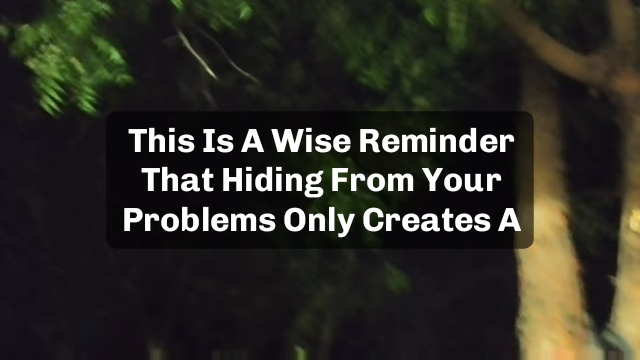 This Is A Wise Reminder
That Hiding From Your
Problems Only Creates A